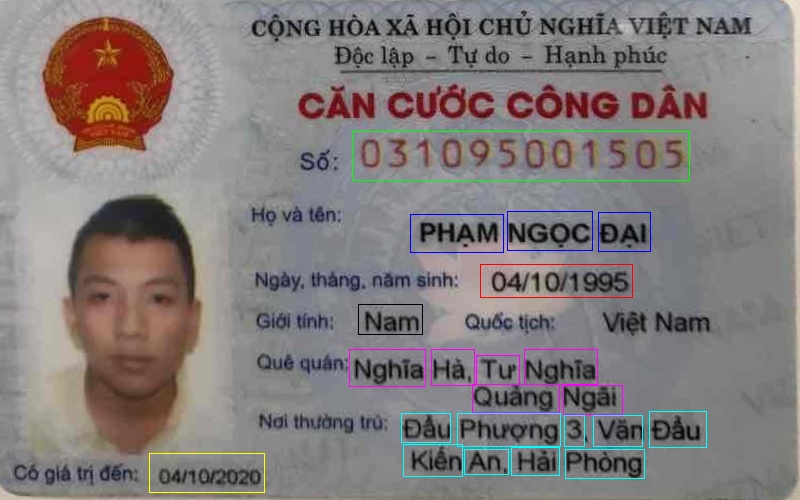 CỘNG HÒA XÃ HỘI CHỦ NGHĨA VIỆT NAM
Độc lập – Tự do – Hạnh phúc
CĂN CƯỚC CÔNG DÂN
Số: 031095001505
Họ và tên: PHẠM NGỌC ĐẠI
Ngày, tháng, năm sinh: 04/10/1995
Giới tính: Nam Quốc tịch: Việt Nam
Quê quán: Nghĩa Hà, Tư Nghĩa
Quảng Ngãi
Nơi thường trú: Đẩu Phượng 3, Văn Đẩu
Kiến An, Hải Phòng
Có giá trị đến: 04/10/2020